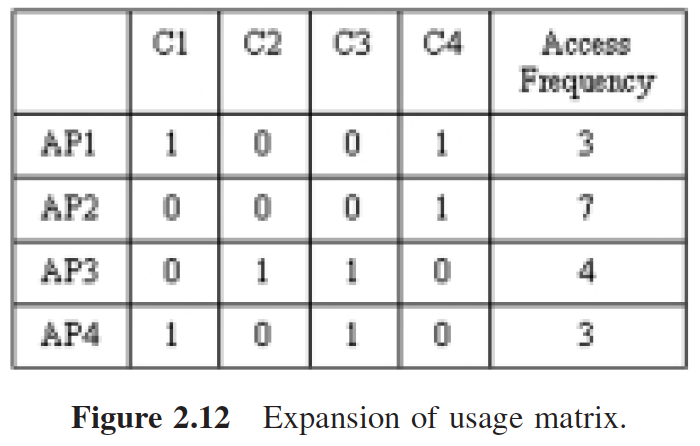 C1 C2 C3 C4 Access
Frequency
AP1 1 0 0 1 3
AP2 0 0 0 1 7
AP3 0 1 1 0 4
AP4 1 0 1 0 3
Figure 2.12 Expansion of usage matrix.